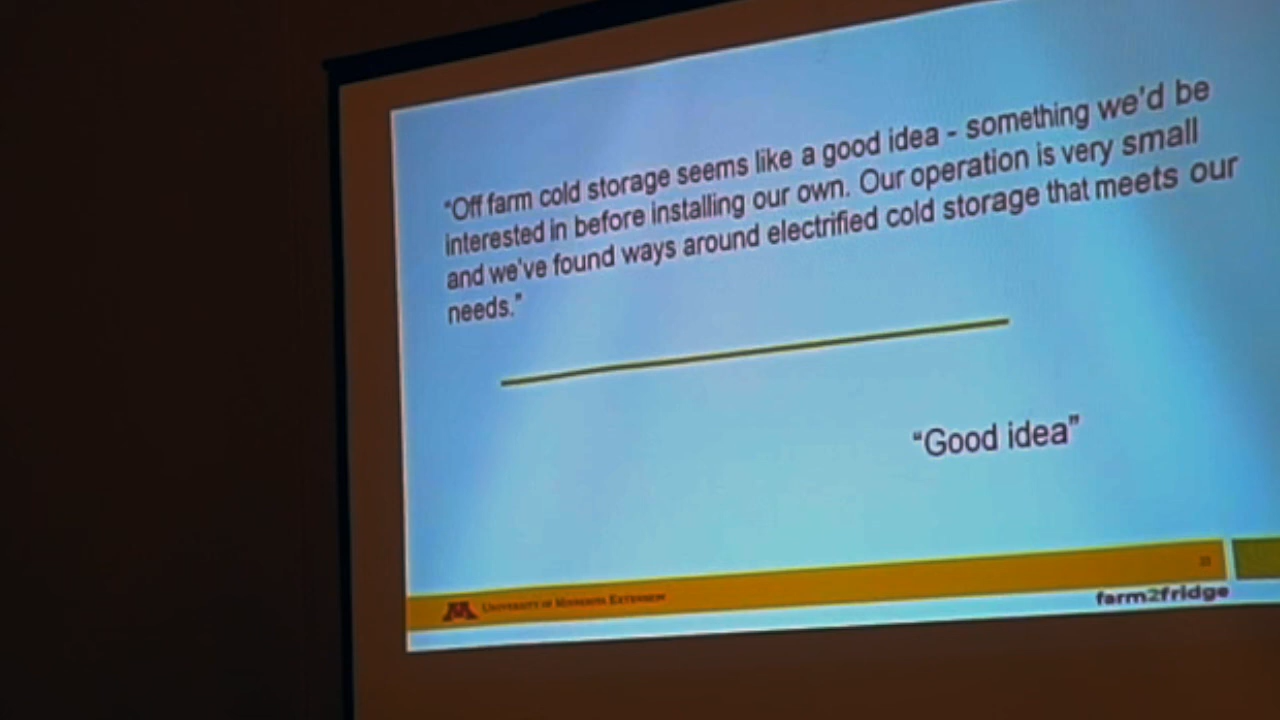 “Off farm cold storage seems like a good idea - something we'd be
interested in before installing our own. Our operation is very small
and we've found ways around electrified cold storage that meets our
needs.”
“Good idea”
UNIVERSITY OF MINNESOTA EXTENSION
farm2fridge